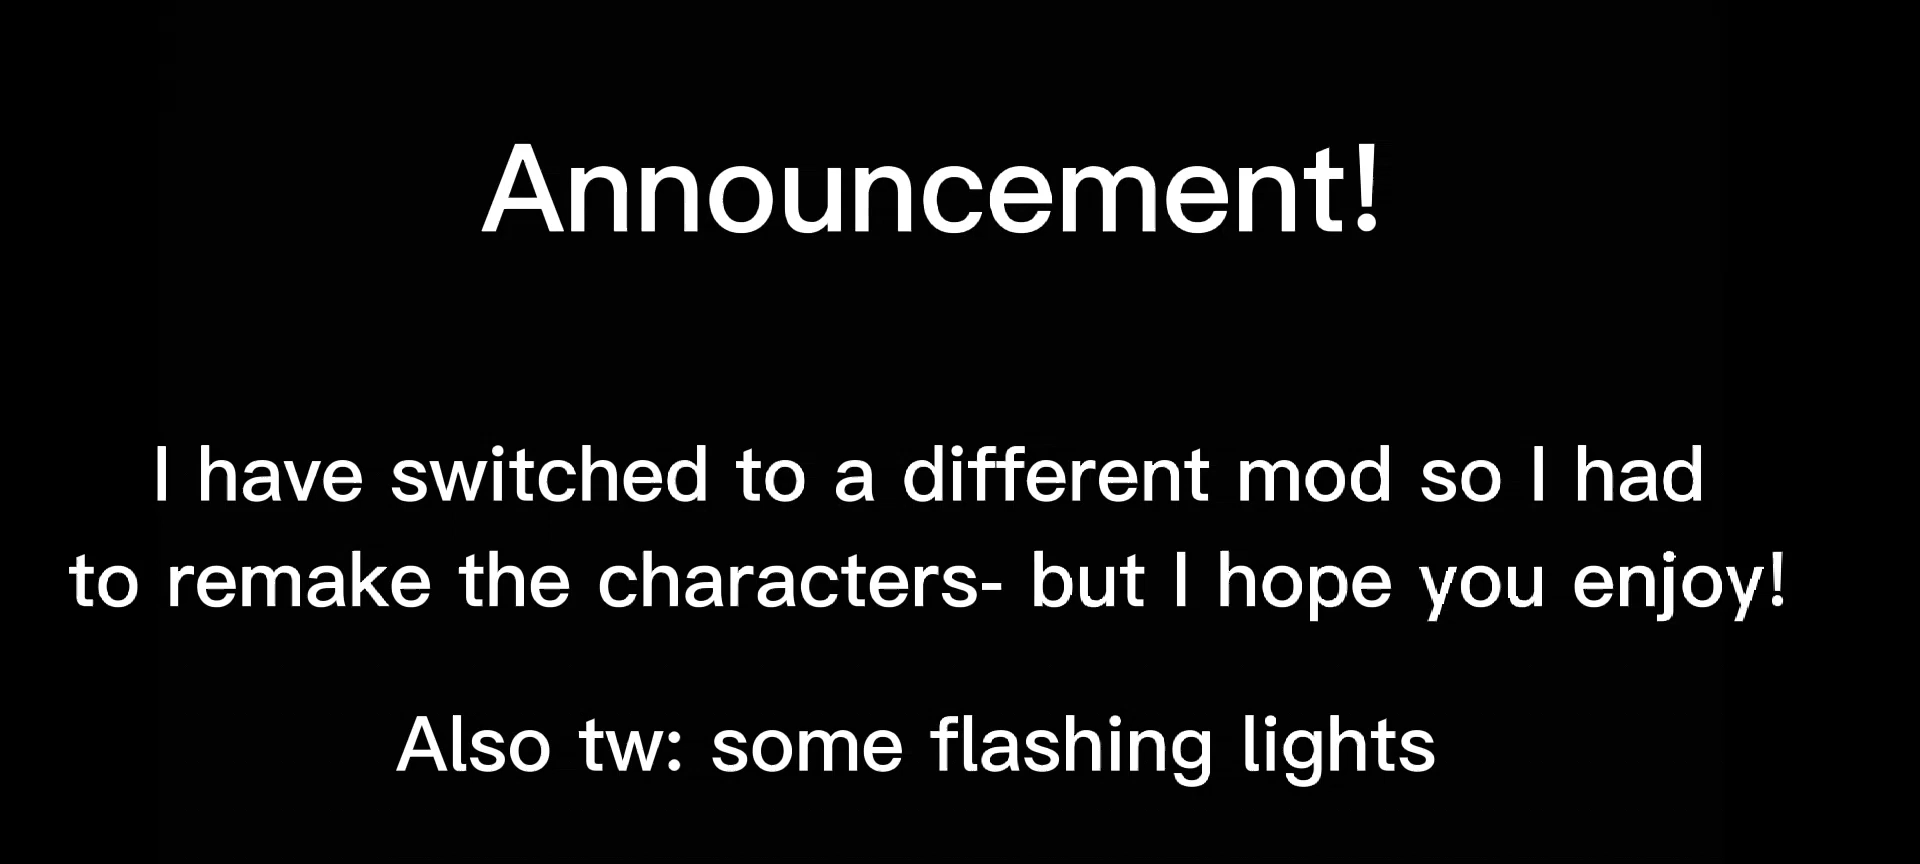 Announcement!
I have switched to a different mod so I had
to remake the characters- but I hope you enjoy!
Also tw: some flashing lights